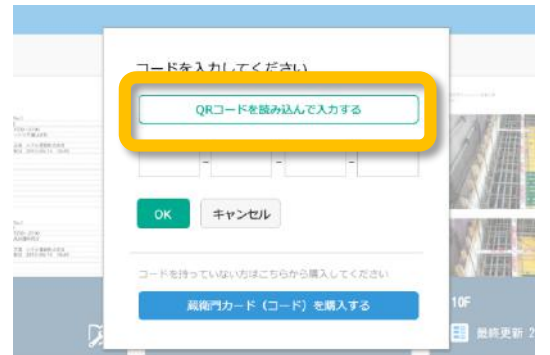 コードを入力してください
QRコードを読み込んで入力する
- - -
OK キャンセル
コードを持っていない方はこちらから購入してください
蔵衛門カード（コード）を購入する
10F
最終更新 2